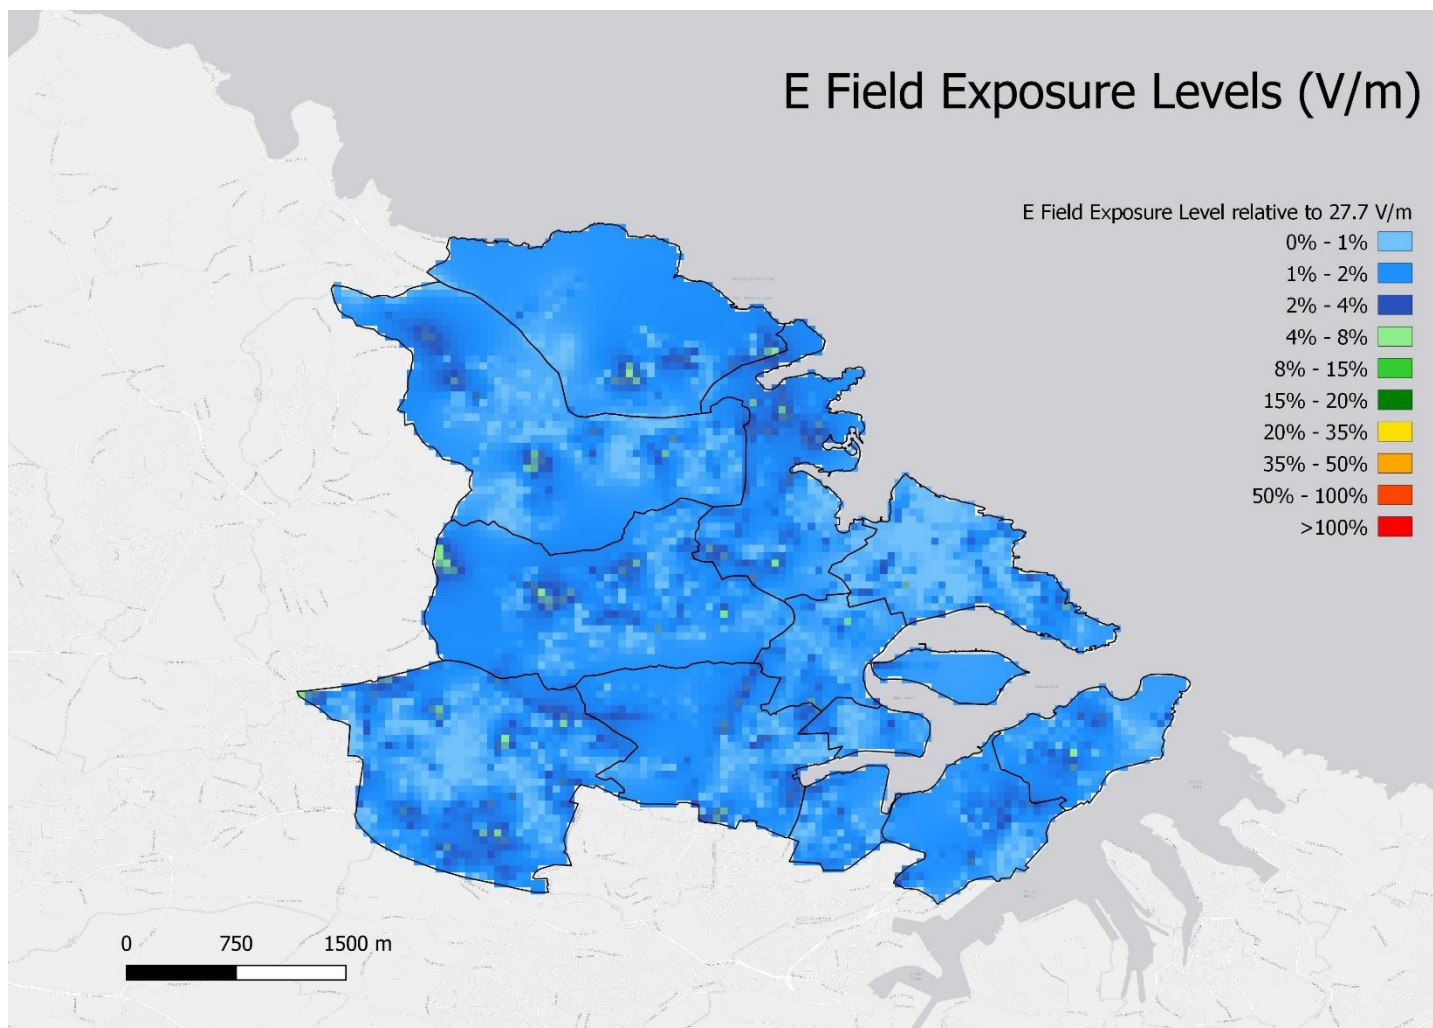 E Field Exposure Levels (V/m)
E Field Exposure Level relative to 27.7 V/m
0% - 1%
1% - 2%
2% - 4%
4% - 8%
8% - 15%
15% - 20%
20% - 35%
35% - 50%
50% - 100%
>100%
0 750 1500 m